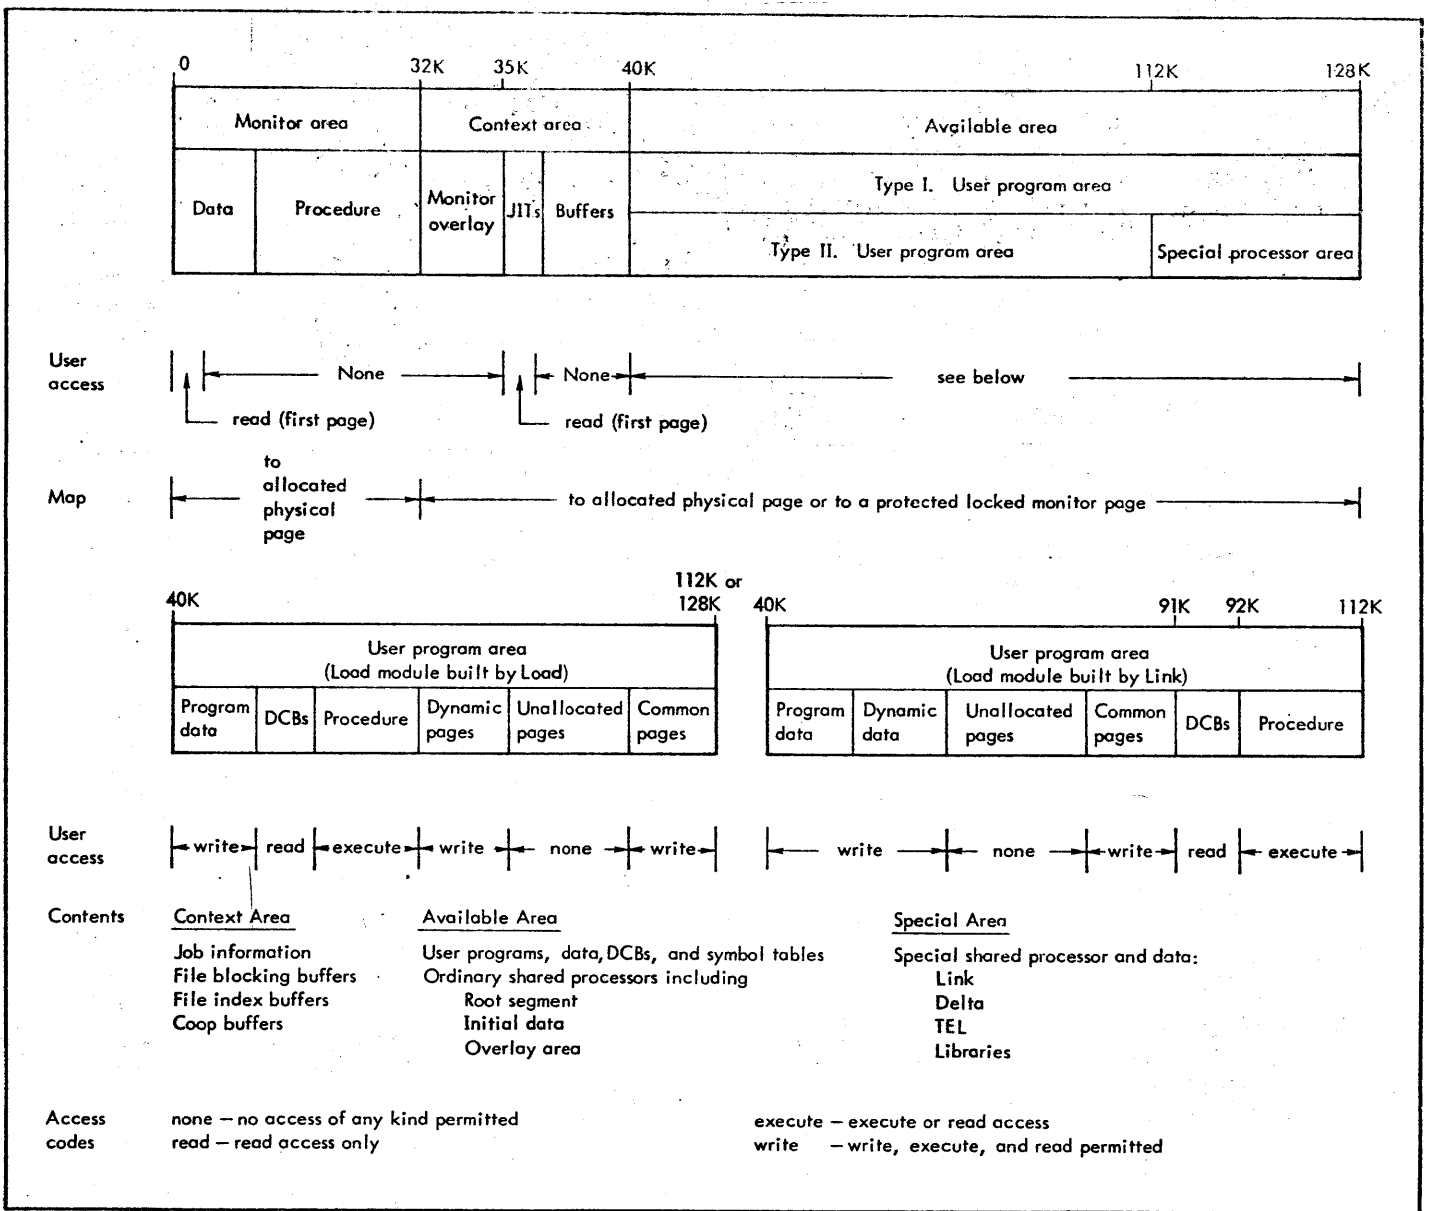 0 32K 35K 40K 112K 128K
Monitor area Context area Available area
Data Procedure Monitor overlay JITs Buffers
Type I. User program area
Type II. User program area Special processor area
User access
None None see below
read (first page) read (first page)
Map
to allocated physical page
to allocated physical page or to a protected locked monitor page
40K 112K or 128K
User program area
(Load module built by Load)
Program data DCBs Procedure Dynamic pages Unallocated pages Common pages
40K 91K 92K 112K
User program area
(Load module built by Link)
Program data Dynamic data Unallocated pages Common pages DCBs Procedure
User access
write read execute write none write
write none write read execute
Contents
Context Area
Job information
File blocking buffers
File index buffers
Coop buffers
Available Area
User programs, data, DCBs, and symbol tables
Ordinary shared processors including
Root segment
Initial data
Overlay area
Special Area
Special shared processor and data:
Link
Delta
TEL
Libraries
Access codes
none — no access of any kind permitted
read — read access only
execute — execute or read access
write — write, execute, and read permitted